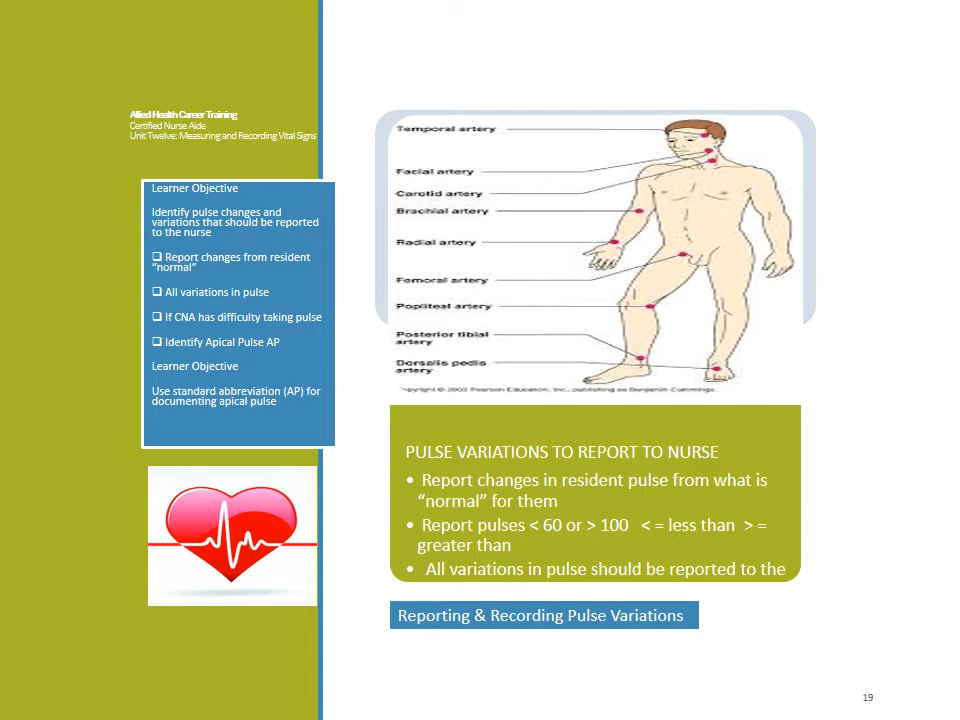 Allied Health Career Training
Certified Nurse Aide
Unit Twelve: Measuring and Recording Vital Signs
Learner Objective
Identify pulse changes and
variations that should be reported
to the nurse
❑ Report changes from resident
“normal”
❑ All variations in pulse
❑ If CNA has difficulty taking pulse
❑ Identify Apical Pulse AP
Learner Objective
Use standard abbreviation (AP) for
documenting apical pulse
Temporal artery
Facial artery
Carotid artery
Brachial artery
Radial artery
Femoral artery
Popliteal artery
Posterior tibial
artery
Dorsalis pedis
artery
Copyright © 2003 Pearson Education, Inc., publishing as Benjamin Cummings.
PULSE VARIATIONS TO REPORT TO NURSE
• Report changes in resident pulse from what is
“normal” for them
• Report pulses < 60 or > 100 < = less than > =
greater than
• All variations in pulse should be reported to the
Reporting & Recording Pulse Variations
19